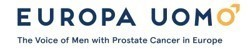 EUROPA UOMO
The Voice of Men with Prostate Cancer in Europe